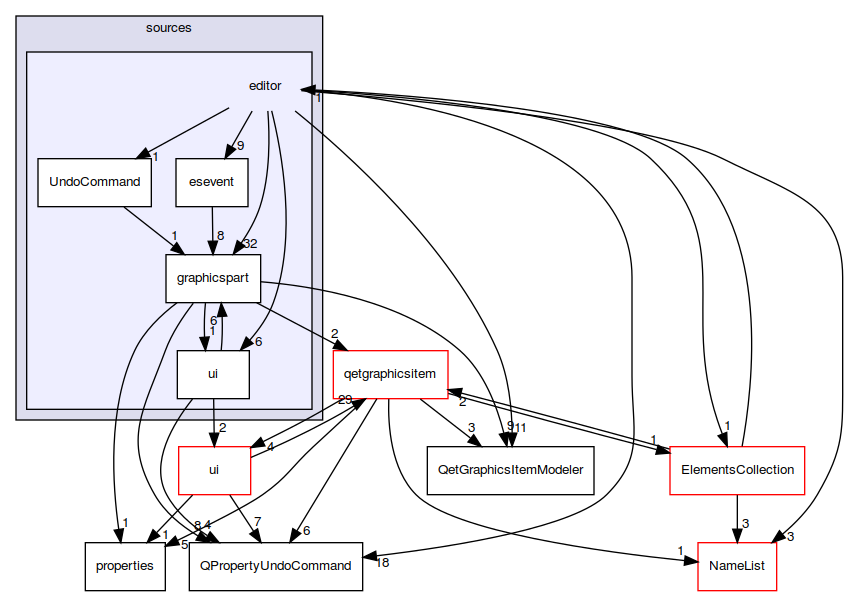 sources
editor
1
1
9
UndoCommand
esevent
1
8
32
graphicspart
6
1
2
6
ui
qetgraphicsitem
29
2
2
3
9
11
1
1
4
ui
QetGraphicsItemModeler
ElementsCollection
1
1
5
8
4
7
6
3
3
properties
QPropertyUndoCommand
18
1
NameList